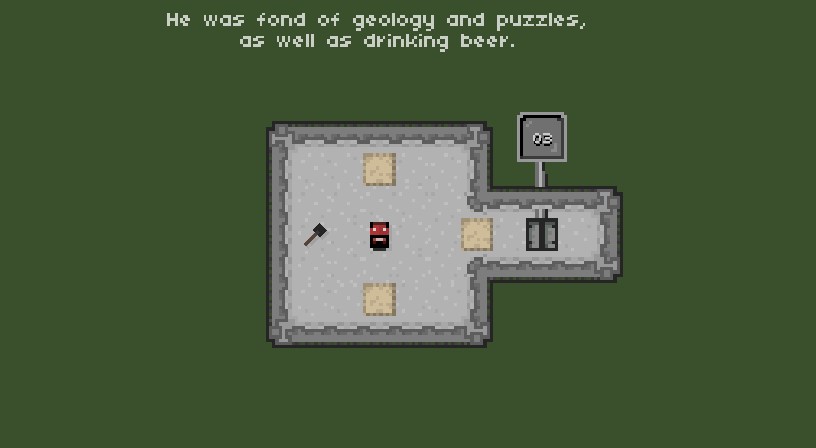 He was fond of geology and puzzles,
as well as drinking beer.
03